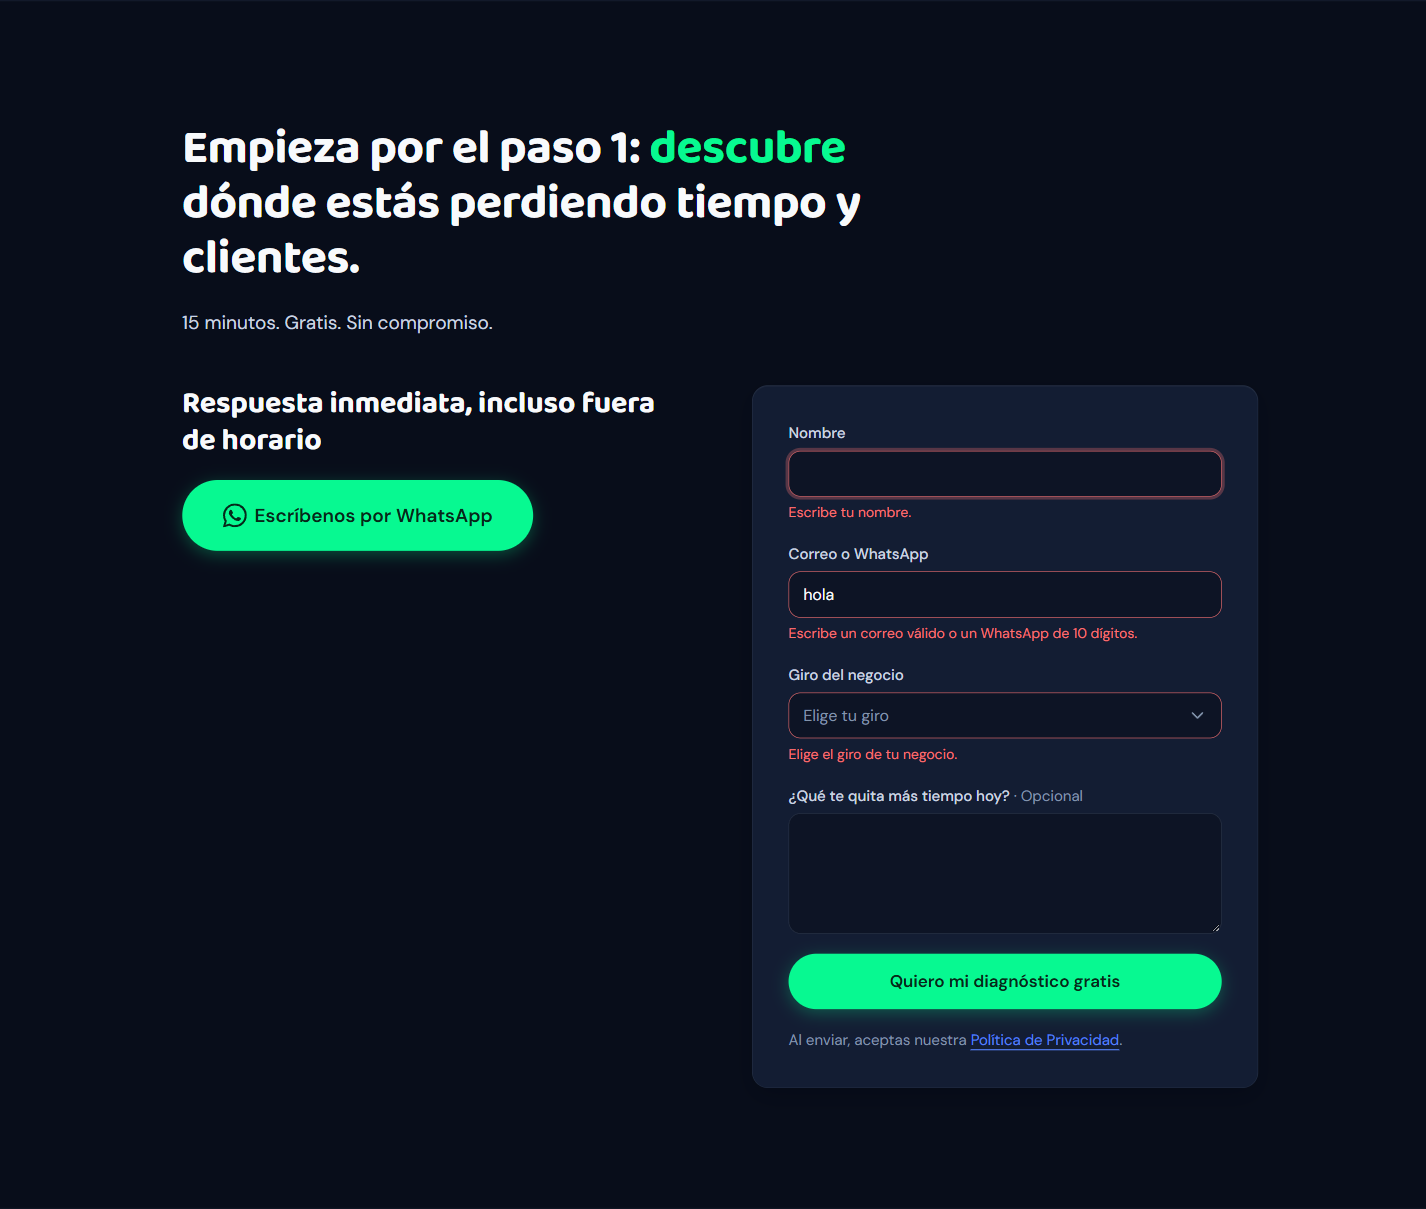 Empieza por el paso 1: descubre
dónde estás perdiendo tiempo y
clientes.
15 minutos. Gratis. Sin compromiso.
Respuesta inmediata, incluso fuera
de horario
Escríbenos por WhatsApp
Nombre
Escribe tu nombre.
Correo o WhatsApp
hola
Escribe un correo válido o un WhatsApp de 10 dígitos.
Giro del negocio
Elige tu giro
Elige el giro de tu negocio.
¿Qué te quita más tiempo hoy? · Opcional
Quiero mi diagnóstico gratis
Al enviar, aceptas nuestra Política de Privacidad.